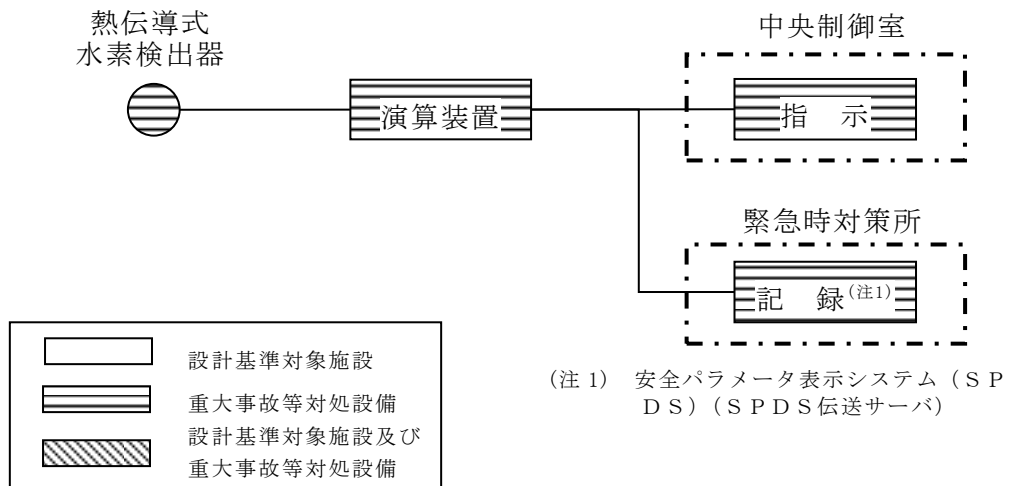 熱伝導式
水素検出器
中央制御室
演算装置
指　示
緊急時対策所
記　録(注1)
設計基準対象施設
重大事故等対処設備
設計基準対象施設及び
重大事故等対処設備
(注 1)　安全パラメータ表示システム（ＳＰ
ＤＳ）（ＳＰＤＳ伝送サーバ）